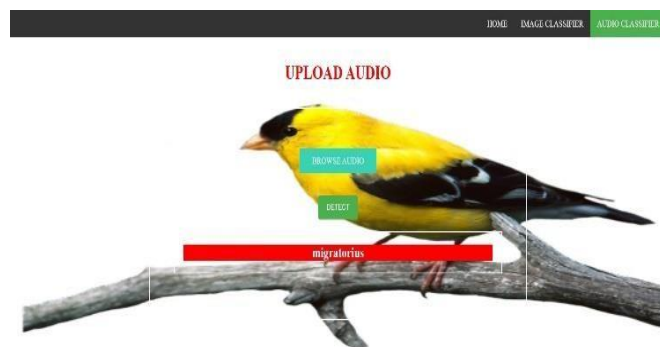 HOME IMAGE CLASSIFIER AUDIO CLASSIFIER
UPLOAD AUDIO
BROWSE AUDIO
DETECT
migratorius